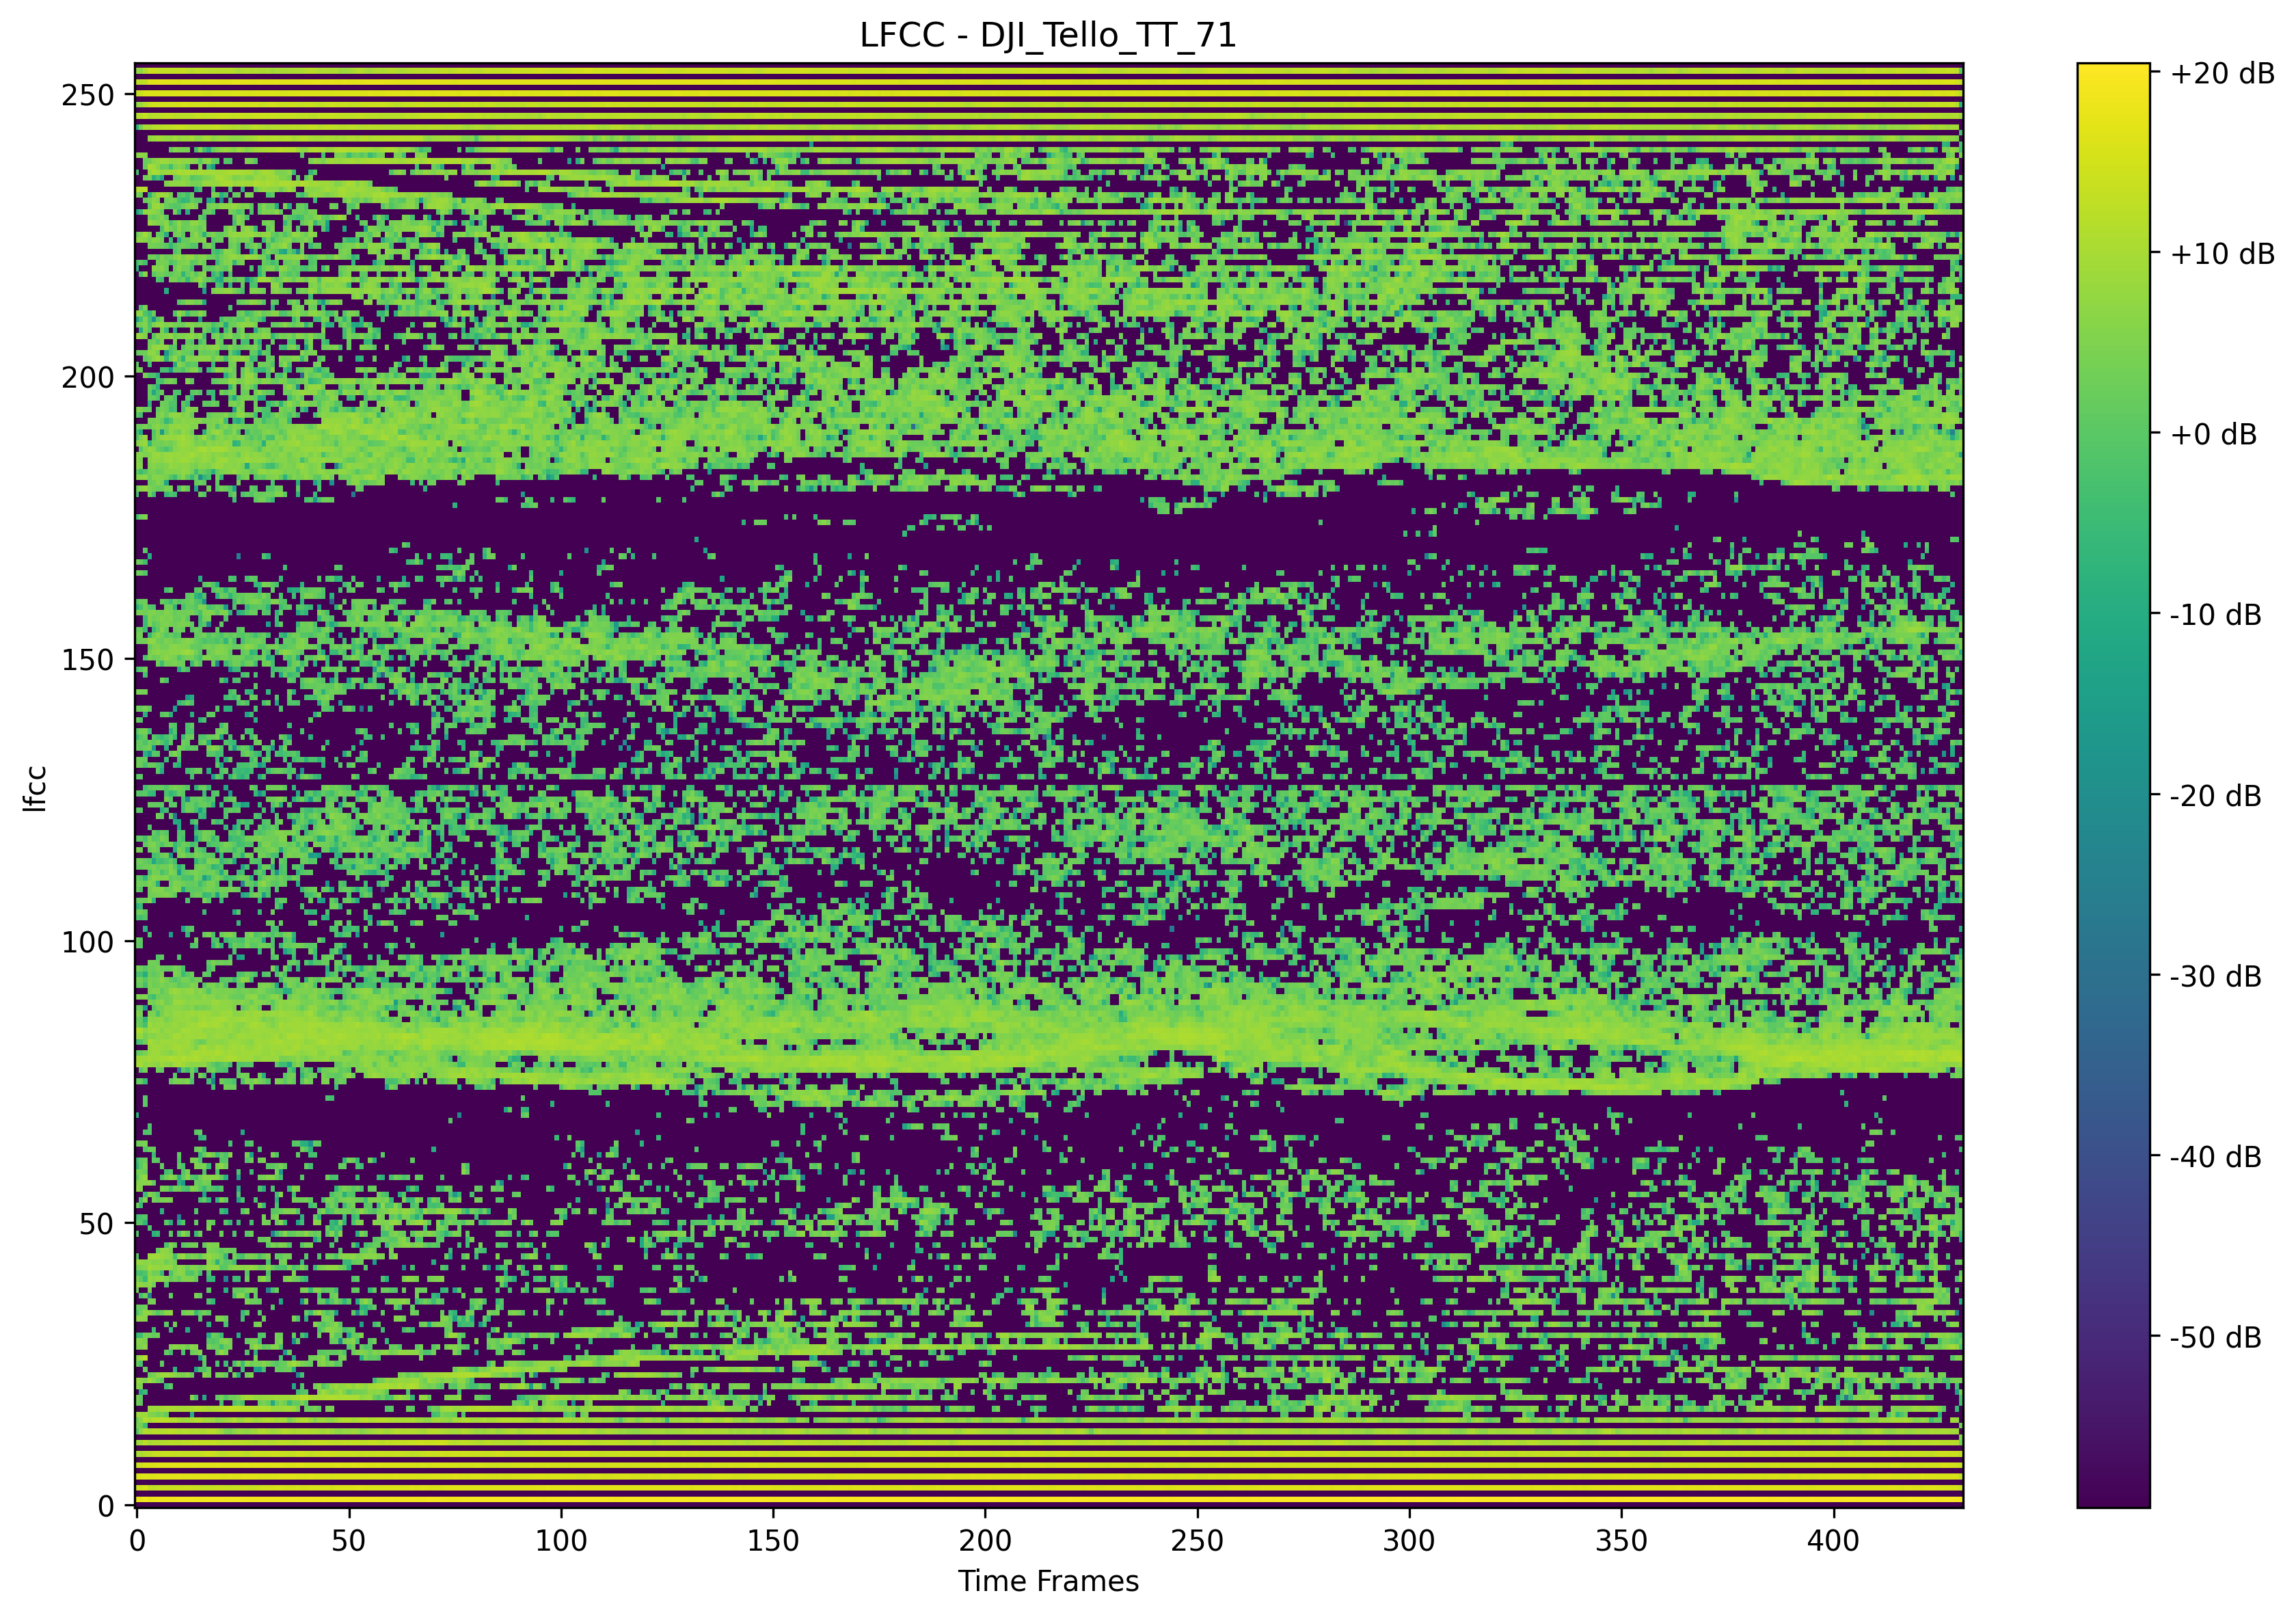 LFCC - DJI_Tello_TT_71
lfcc
250
200
150
100
50
0
0 50 100 150 200 250 300 350 400
Time Frames
+20 dB
+10 dB
+0 dB
-10 dB
-20 dB
-30 dB
-40 dB
-50 dB